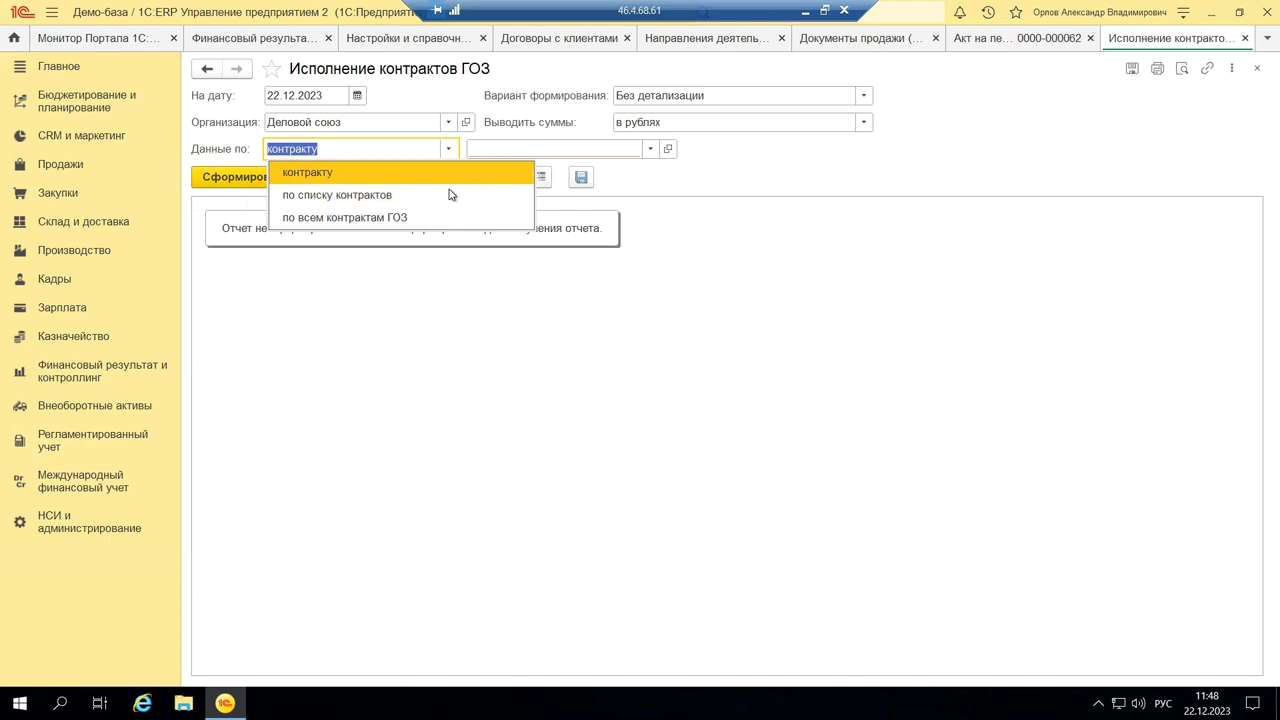 Демо-база / 1С:ERP Управление предприятием 2 (1С:Предприятие
46.4.68.61
Орлов Александр Владимирович
Монитор Портала 1С:...
Финансовый результа...
Настройки и справочн...
Договоры с клиентами
Направления деятель...
Документы продажи (...
Акт на пе... 0000-000062
Исполнение контракто...
Главное
Бюджетирование и
планирование
CRM и маркетинг
Продажи
Закупки
Склад и доставка
Производство
Кадры
Зарплата
Казначейство
Финансовый результат и
контроллинг
Внеоборотные активы
Регламентированный
учет
Международный
финансовый учет
НСИ и
администрирование
Исполнение контрактов ГОЗ
На дату: 22.12.2023
Вариант формирования: Без детализации
Организация: Деловой союз
Выводить суммы: в рублях
Данные по: контракту
Сформиров
контракту
по списку контрактов
по всем контрактам ГОЗ
Отчет не
отчета.
РУС
11:48
22.12.2023